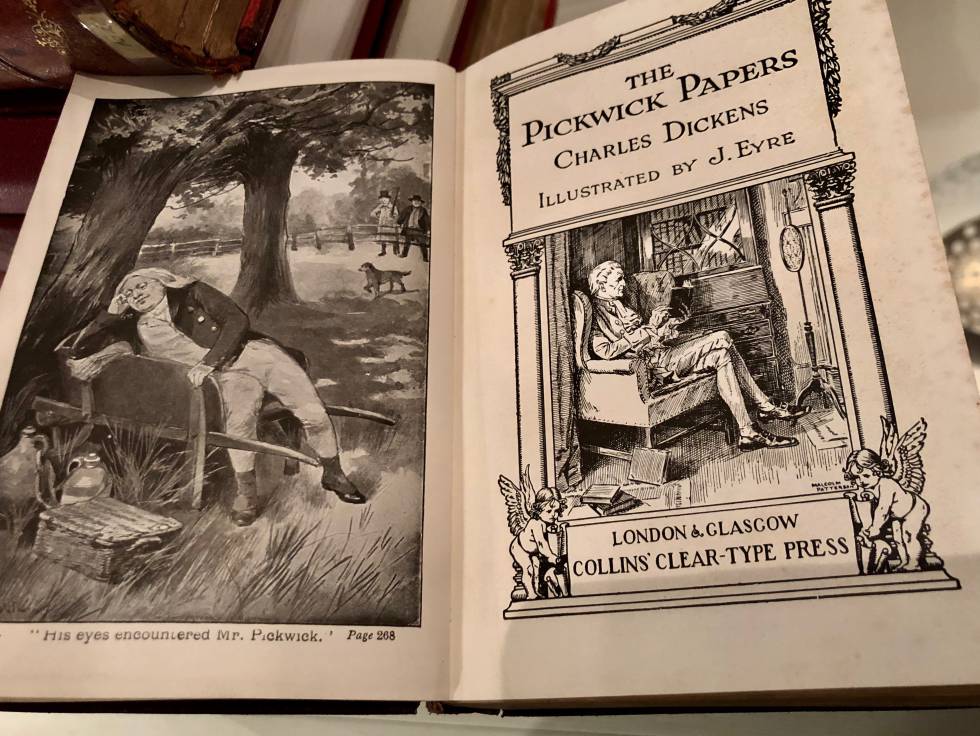 "His eyes encountered Mr. Pickwick.' Page 268
THE
PICKWICK PAPERS
CHARLES DICKENS
ILLUSTRATED BY J. EYRE
MALCOLM
PATTERSON
LONDON & GLASGOW
COLLINS' CLEAR-TYPE PRESS